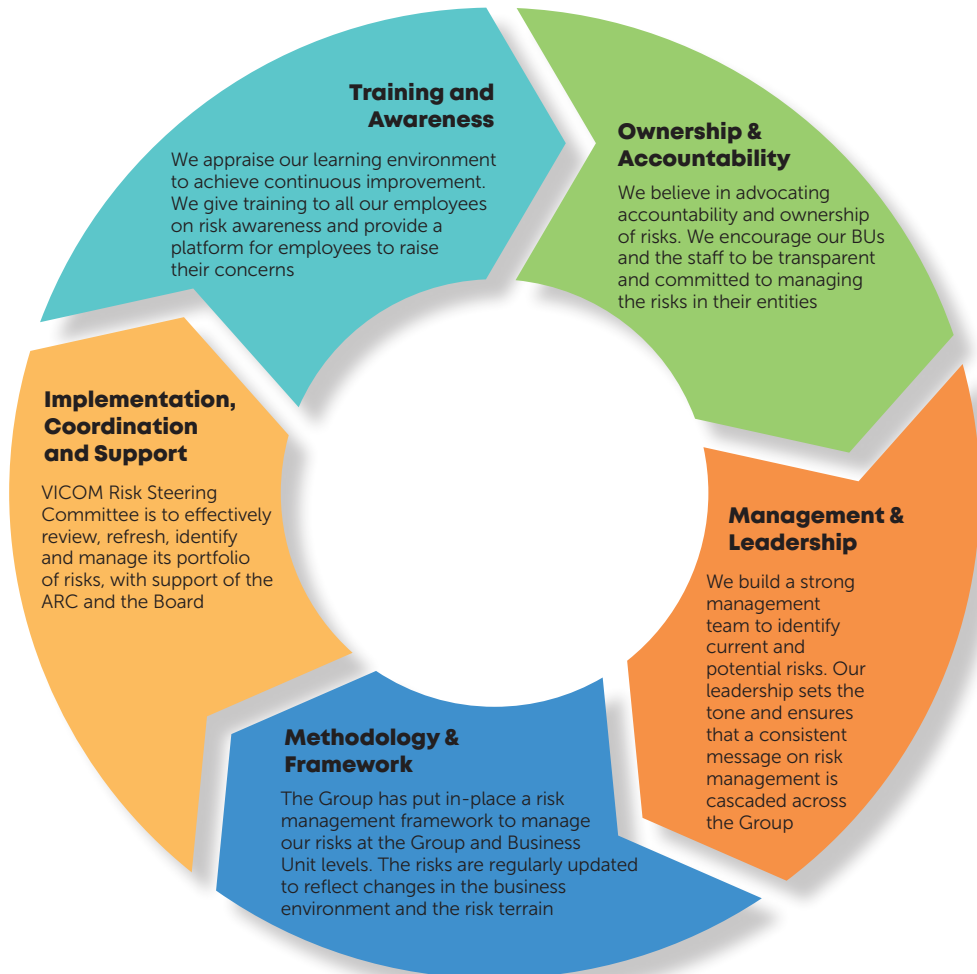 Training and
Awareness
We appraise our learning environment
to achieve continuous improvement.
We give training to all our employees
on risk awareness and provide a
platform for employees to raise
their concerns
Ownership &
Accountability
We believe in advocating
accountability and ownership
of risks. We encourage our BUs
and the staff to be transparent
and committed to managing
the risks in their entities
Management &
Leadership
We build a strong
management
team to identify
current and
potential risks. Our
leadership sets the
tone and ensures
that a consistent
message on risk
management is
cascaded across
the Group
Methodology &
Framework
The Group has put in-place a risk
management framework to manage
our risks at the Group and Business
Unit levels. The risks are regularly updated
to reflect changes in the business
environment and the risk terrain
Implementation,
Coordination
and Support
VICOM Risk Steering
Committee is to effectively
review, refresh, identify
and manage its portfolio
of risks, with support of the
ARC and the Board